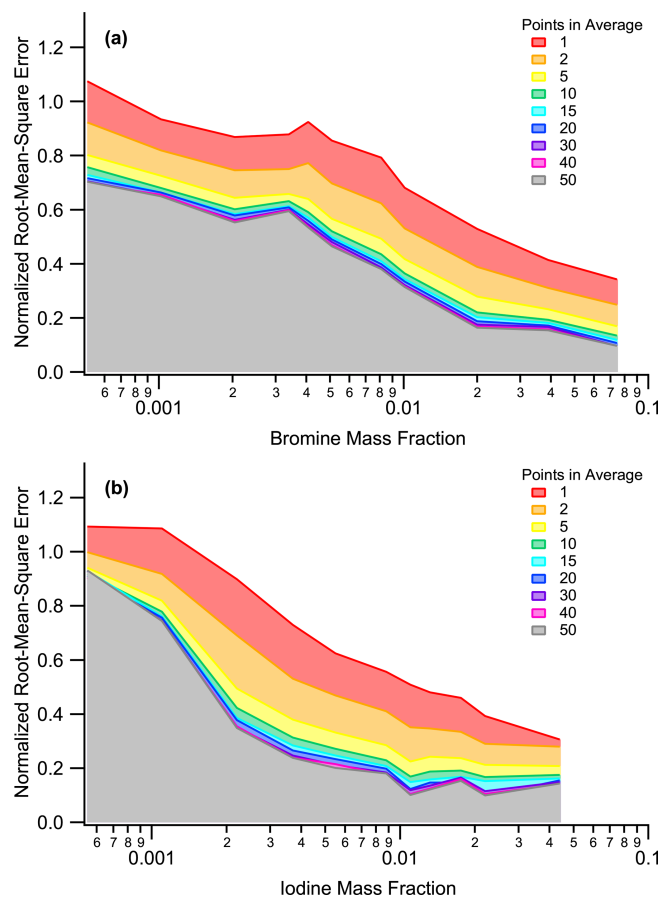 (a)
Points in Average
1
2
5
10
15
20
30
40
50
Normalized Root-Mean-Square Error
1.2
1.0
0.8
0.6
0.4
0.2
0.0
6 7 8 9 2 3 4 5 6 7 8 9 2 3 4 5 6 7 8 9
0.001 0.01 0.1
Bromine Mass Fraction
(b)
Points in Average
1
2
5
10
15
20
30
40
50
Normalized Root-Mean-Square Error
1.2
1.0
0.8
0.6
0.4
0.2
0.0
6 7 8 9 2 3 4 5 6 7 8 9 2 3 4 5 6 7 8 9
0.001 0.01 0.1
Iodine Mass Fraction